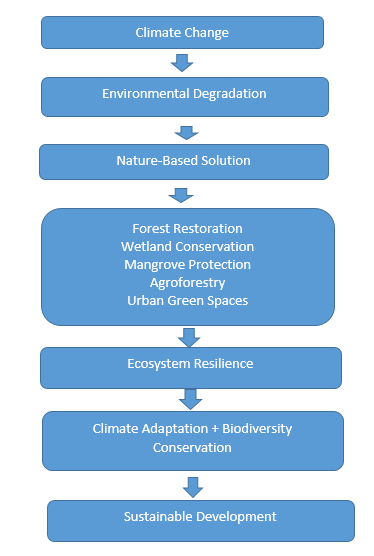 Climate Change
Environmental Degradation
Nature-Based Solution
Forest Restoration
Wetland Conservation
Mangrove Protection
Agroforestry
Urban Green Spaces
Ecosystem Resilience
Climate Adaptation + Biodiversity
Conservation
Sustainable Development